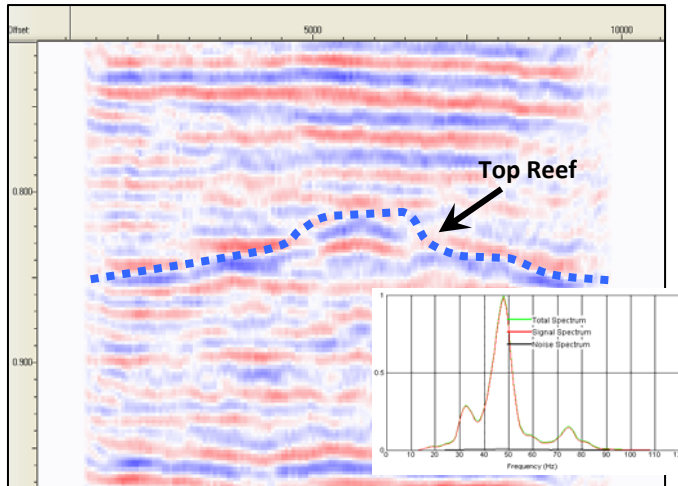 Offset:
5000
10000
Top Reef
0.800
0.900
1
Total Spectrum
Signal Spectrum
Noise Spectrum
0.5
0
10 20 30 40 50 60 70 80 90 100 110
Frequency (Hz)